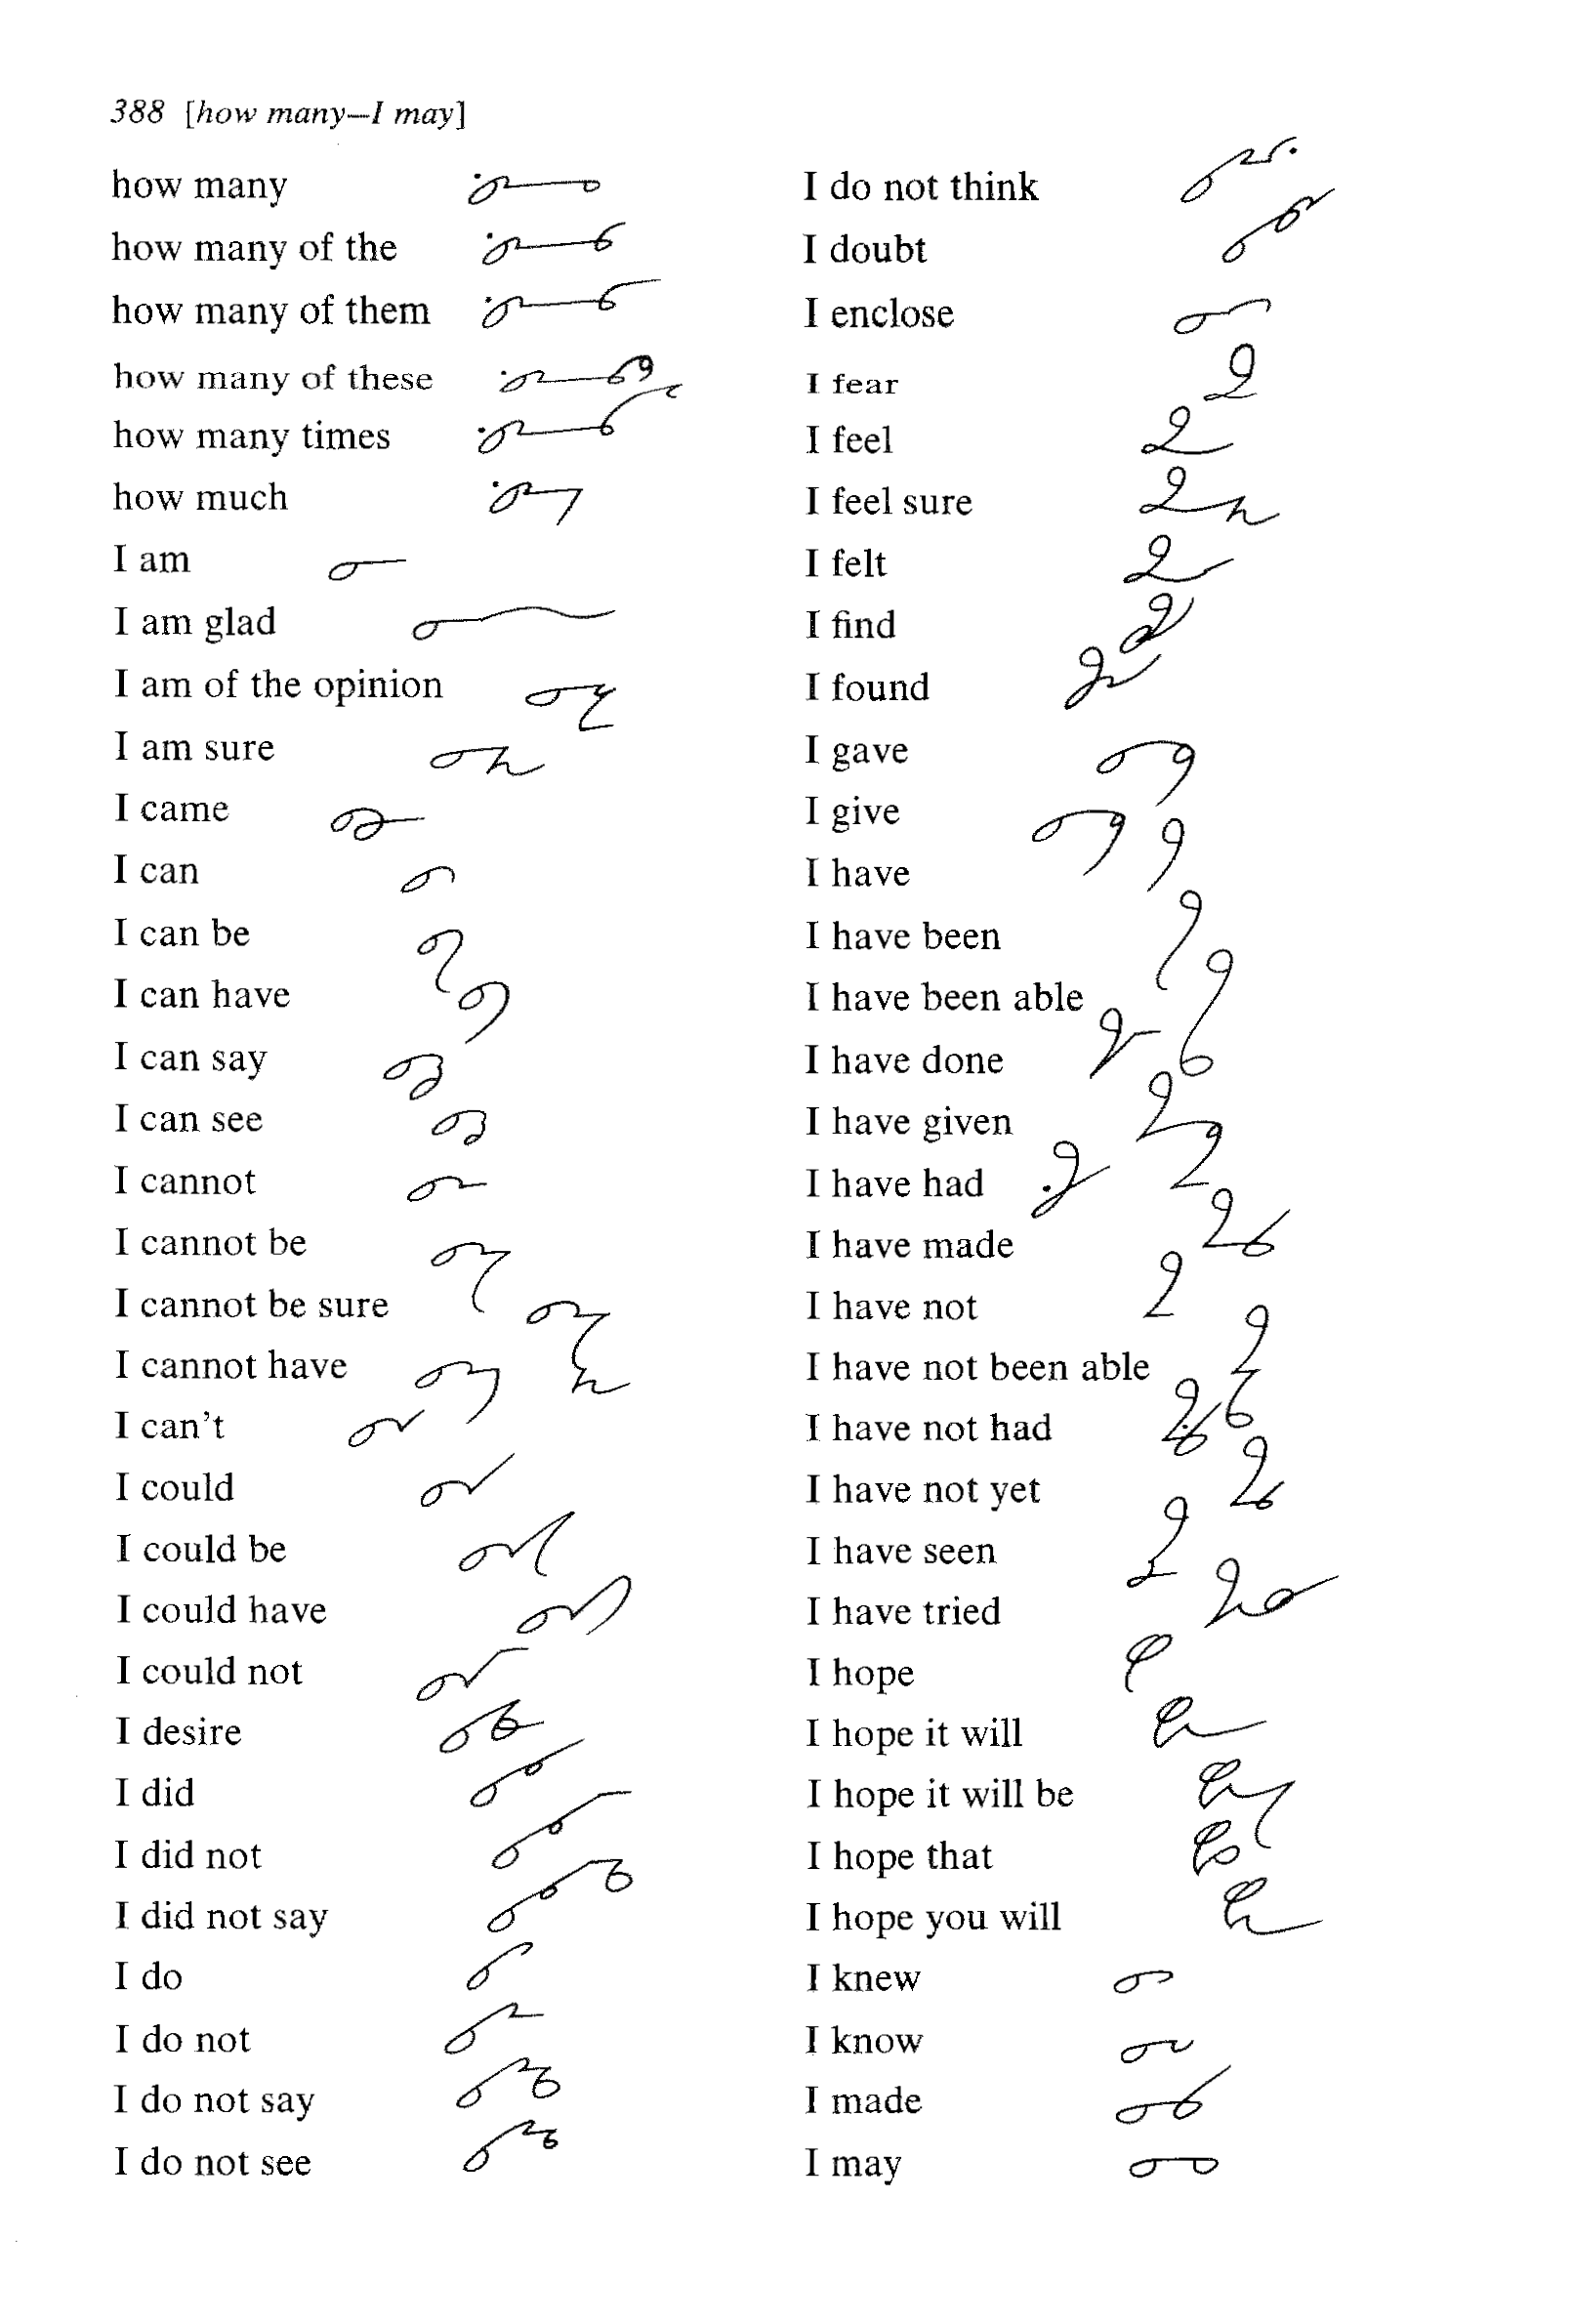 388 [how many—I may]
how many
how many of the
how many of them
how many of these
how many times
how much
I am
I am glad
I am of the opinion
I am sure
I came
I can
I can be
I can have
I can say
I can see
I cannot
I cannot be
I cannot be sure
I cannot have
I can't
I could
I could be
I could have
I could not
I desire
I did
I did not
I did not say
I do
I do not
I do not say
I do not see
I do not think
I doubt
I enclose
I fear
I feel
I feel sure
I felt
I find
I found
I gave
I give
I have
I have been
I have been able
I have done
I have given
I have had
I have made
I have not
I have not been able
I have not had
I have not yet
I have seen
I have tried
I hope
I hope it will
I hope it will be
I hope that
I hope you will
I knew
I know
I made
I may